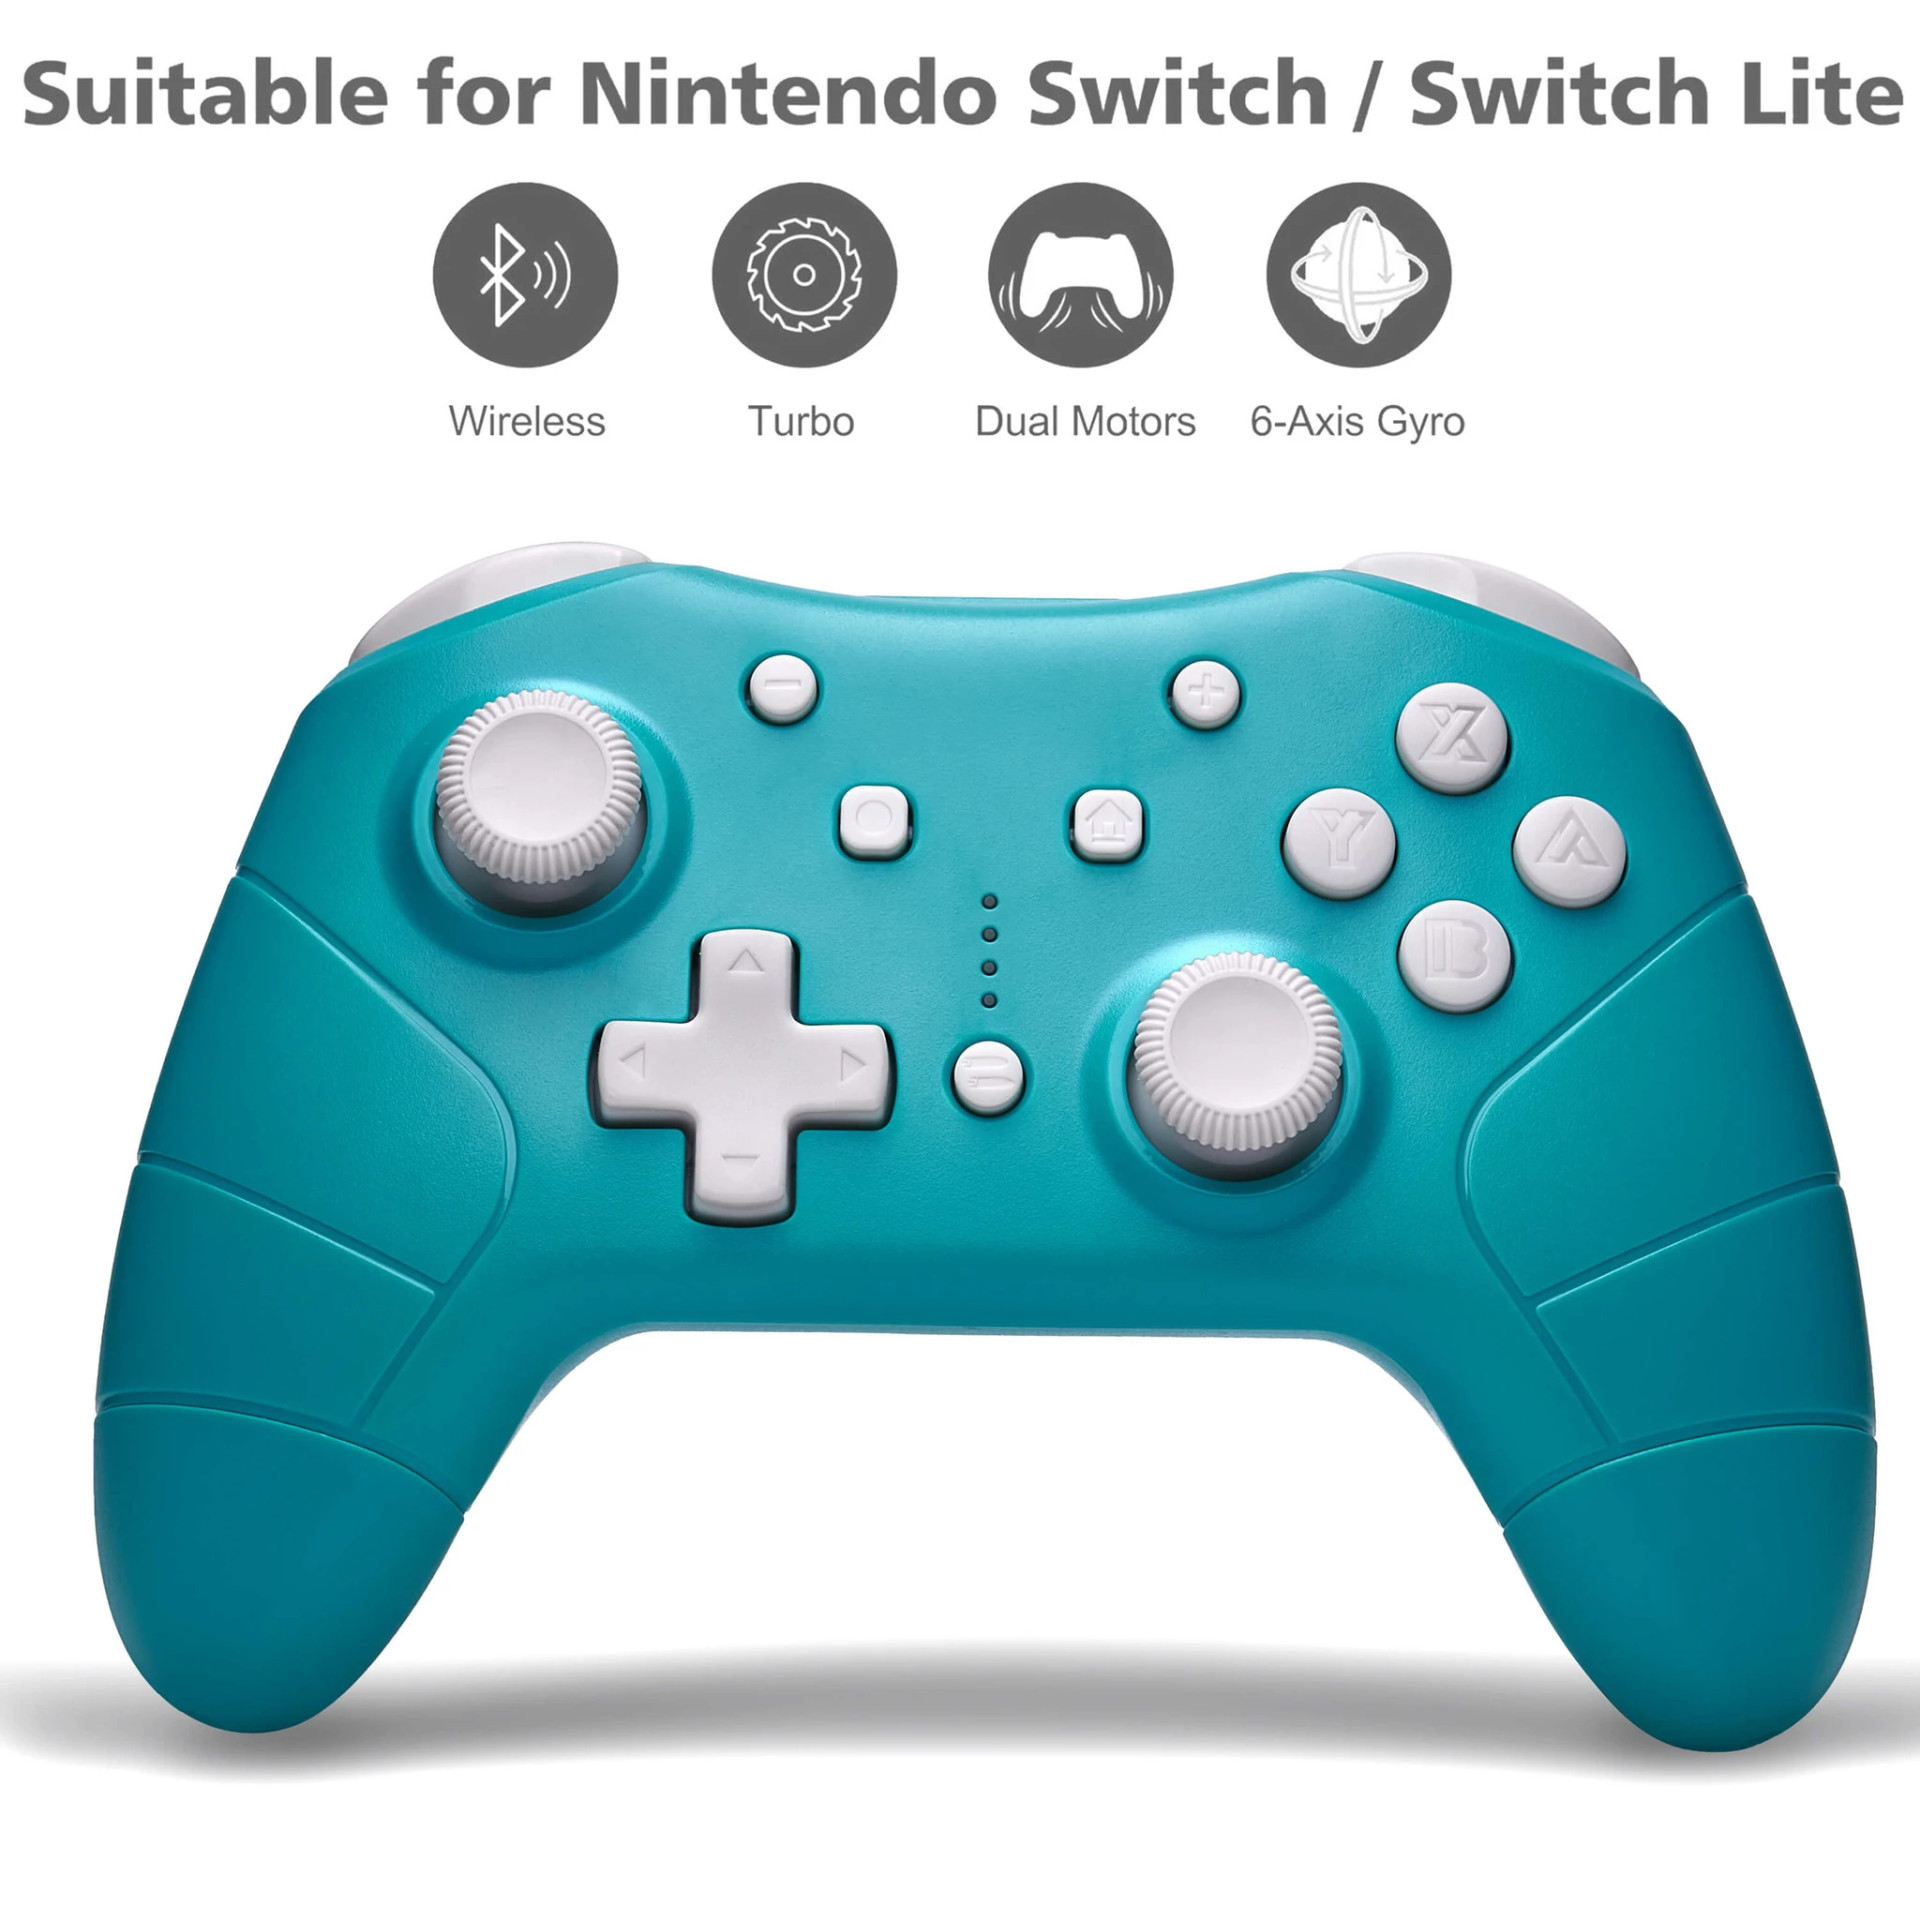 Suitable for Nintendo Switch / Switch Lite
Wireless Turbo Dual Motors 6-Axis Gyro
− +
X
Y A
B